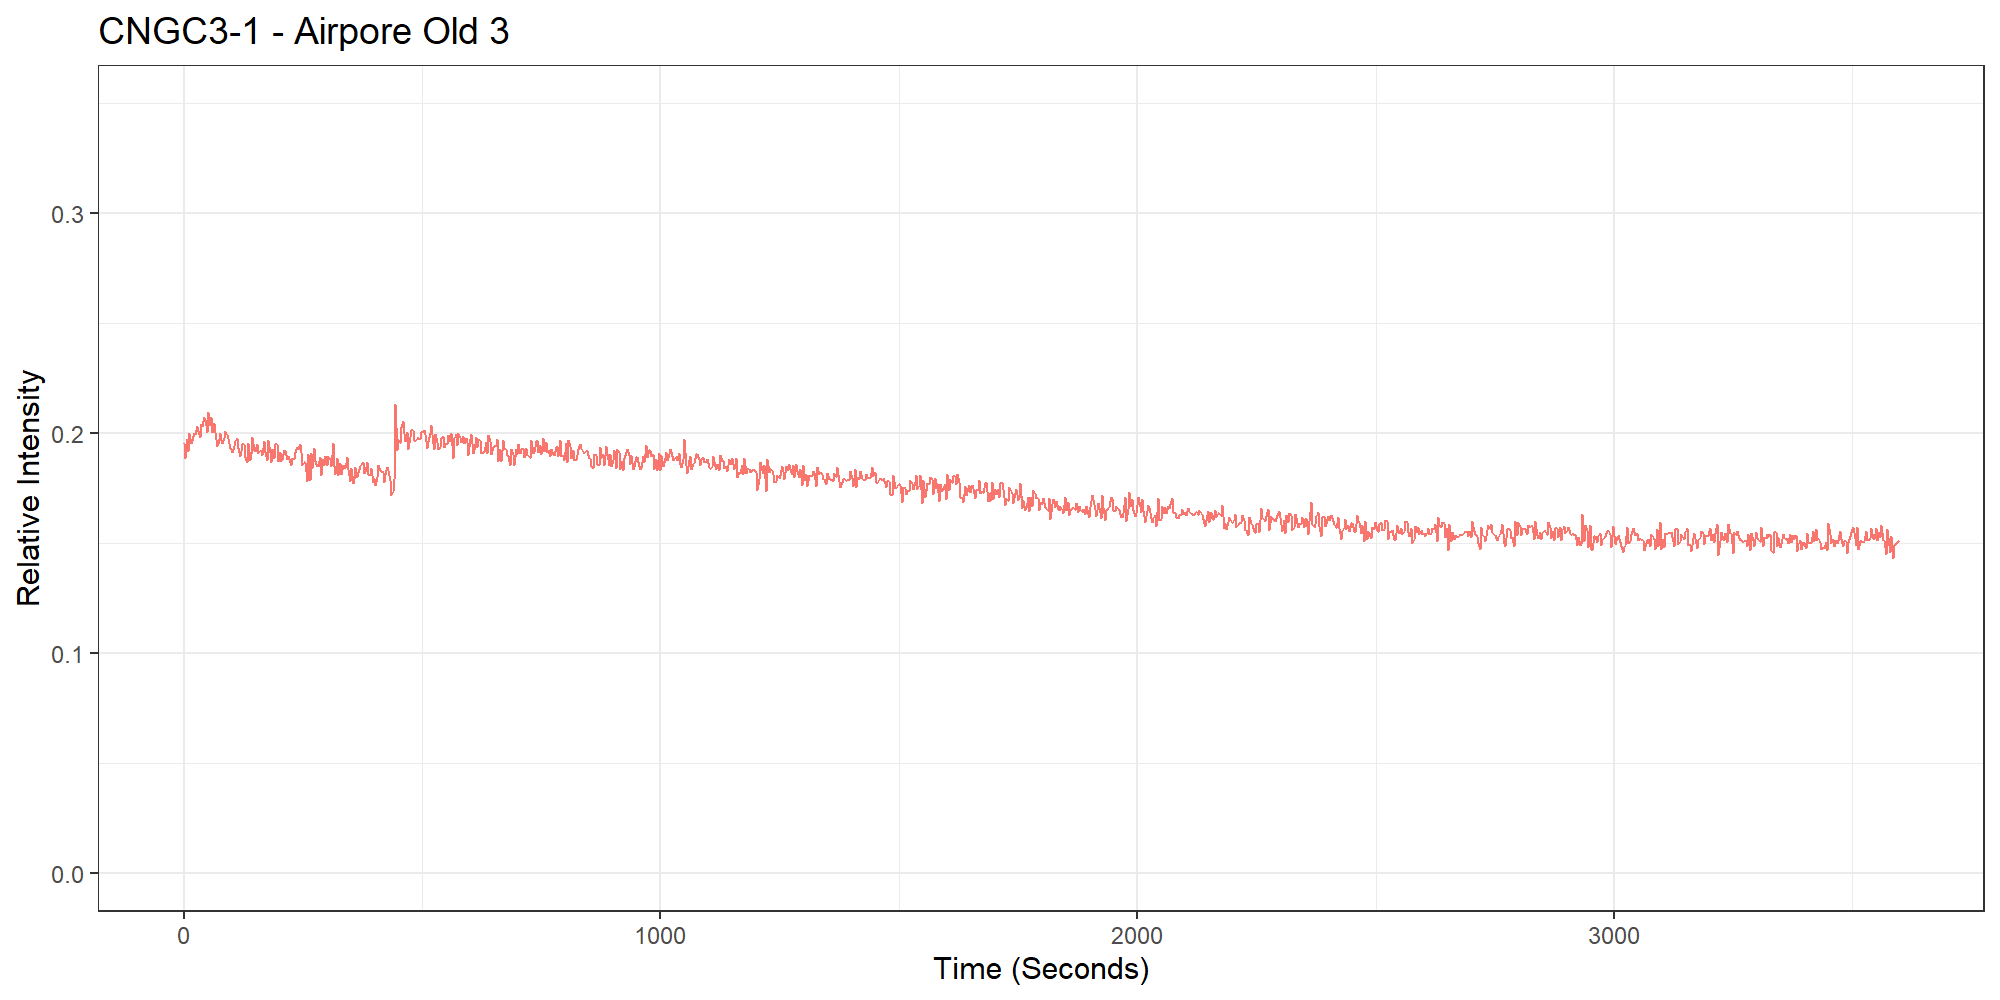 CNGC3-1 - Airpore Old 3
Relative Intensity
0.3
0.2
0.1
0.0
0 1000 2000 3000
Time (Seconds)